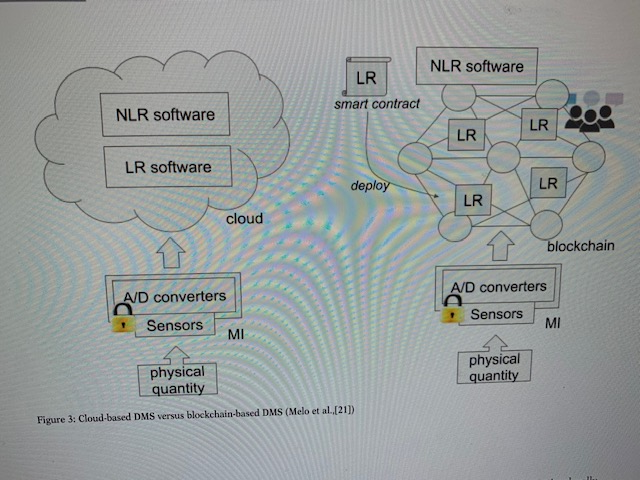 NLR software
LR software
cloud
A/D converters
Sensors
MI
physical
quantity
LR
smart contract
deploy
NLR software
LR
LR
LR
LR
blockchain
A/D converters
Sensors
MI
physical
quantity
Figure 3: Cloud-based DMS versus blockchain-based DMS (Melo et al.,[21])